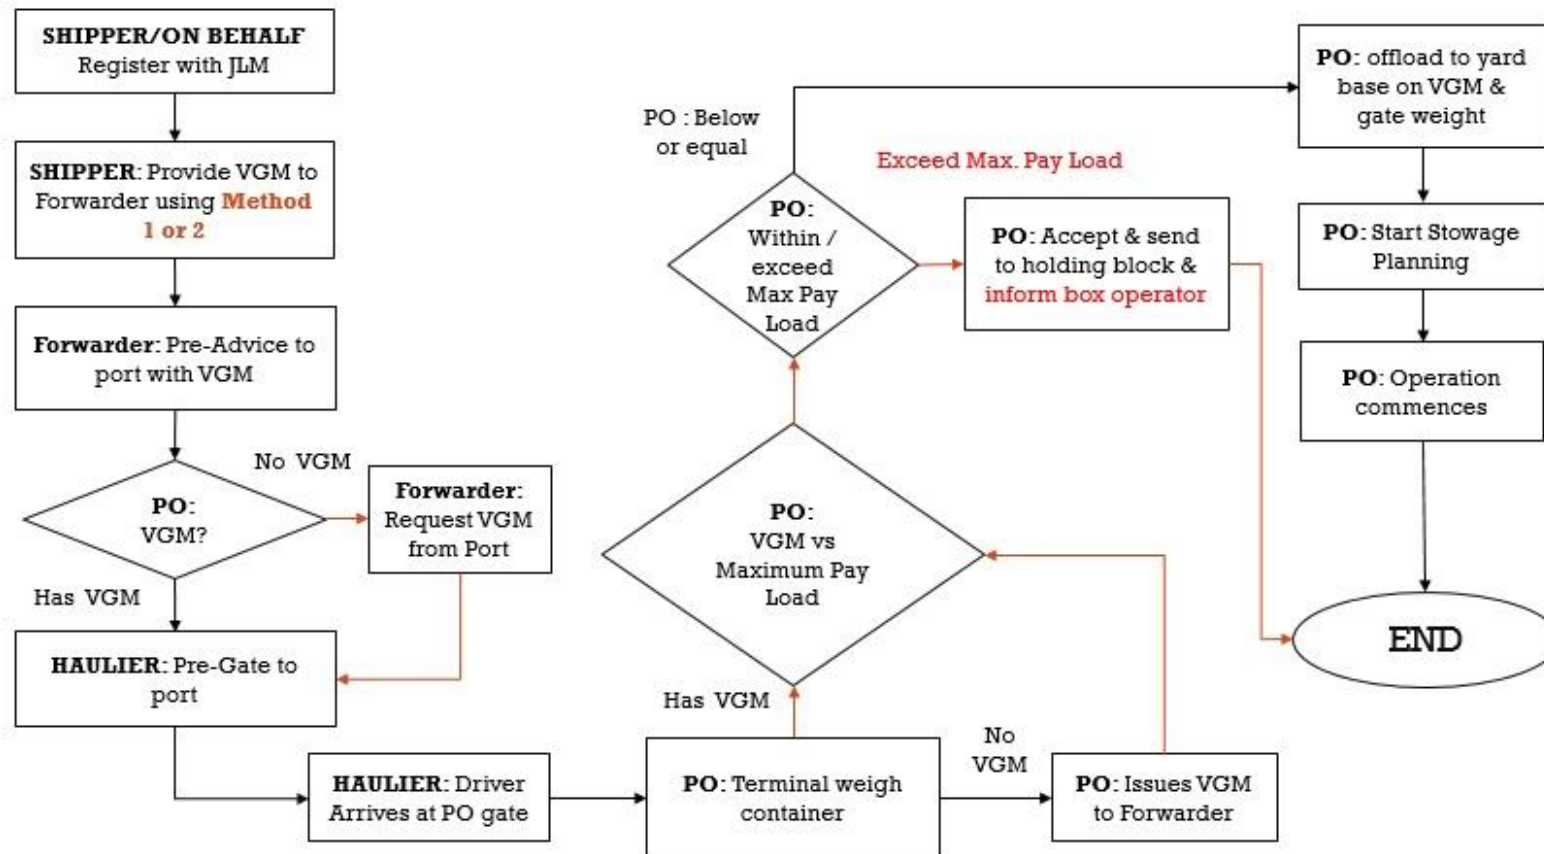 SHIPPER/ON BEHALF
Register with JLM
SHIPPER: Provide VGM to
Forwarder using Method
1 or 2
Forwarder: Pre-Advice to
port with VGM
No VGM
PO:
VGM?
Forwarder:
Request VGM
from Port
Has VGM
HAULIER: Pre-Gate to
port
HAULIER: Driver
Arrives at PO gate
PO: Terminal weigh
container
No
VGM
PO: Issues VGM
to Forwarder
Has VGM
PO:
VGM vs
Maximum Pay
Load
PO:
Within /
exceed
Max Pay
Load
PO : Below
or equal
Exceed Max. Pay Load
PO: Accept & send
to holding block &
inform box operator
PO: offload to yard
base on VGM &
gate weight
PO: Start Stowage
Planning
PO: Operation
commences
END